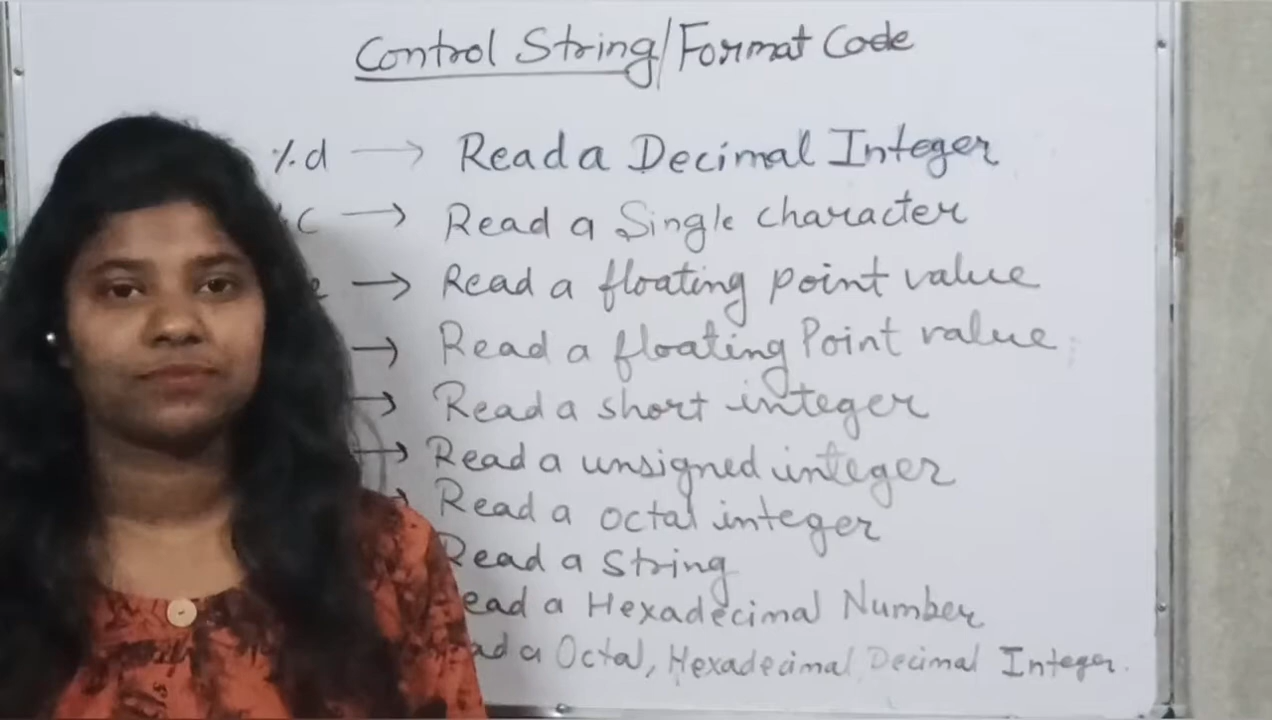 Control String/Format Code
%d → Read a Decimal Integer
c → Read a Single character
→ Read a floating point value
→ Read a floating Point value
→ Read a short integer
→ Read a unsigned integer
Read a octal integer
Read a String
ead a Hexadecimal Number
ad a Octal, Hexadecimal Decimal Integer.